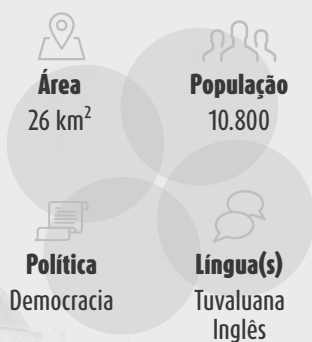 Área
26 km²
População
10.800
Política
Democracia
Língua(s)
Tuvaluana
Inglês